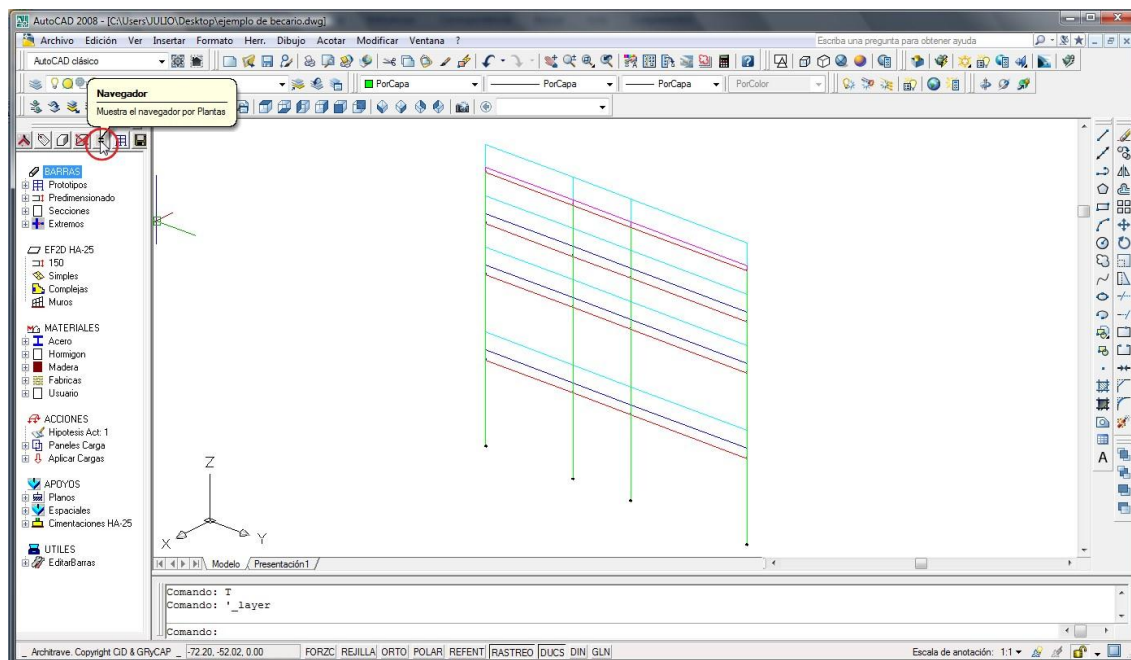 AutoCAD 2008 - [C:\Users\JULIO\Desktop\ejemplo de becario.dwg]
Archivo Edición Ver Insertar Formato Herr. Dibujo Acotar Modificar Ventana ?
Escriba una pregunta para obtener ayuda
AutoCAD clásico
PorCapa PorCapa PorCapa PorColor
Navegador
Muestra el navegador por Plantas
BARRAS
Prototipos
Predimensionado
Secciones
Extremos
EF2D HA-25
150
Simples
Complejas
Muros
MATERIALES
Acero
Hormigon
Madera
Fabricas
Usuario
ACCIONES
Hipotesis Act: 1
Paneles Carga
Aplicar Cargas
APOYOS
Planos
Espaciales
Cimentaciones HA-25
UTILES
EditarBarras
Z
X
Y
Modelo Presentación1
Comando: T
Comando: '_layer
Comando:
_ Architrave. Copyright CiD & GRyCAP _ -72.20, -52.02, 0.00 FORZC REJILLA ORTO POLAR REFENT RASTREO DUCS DIN GLN Escala de anotación: 1:1